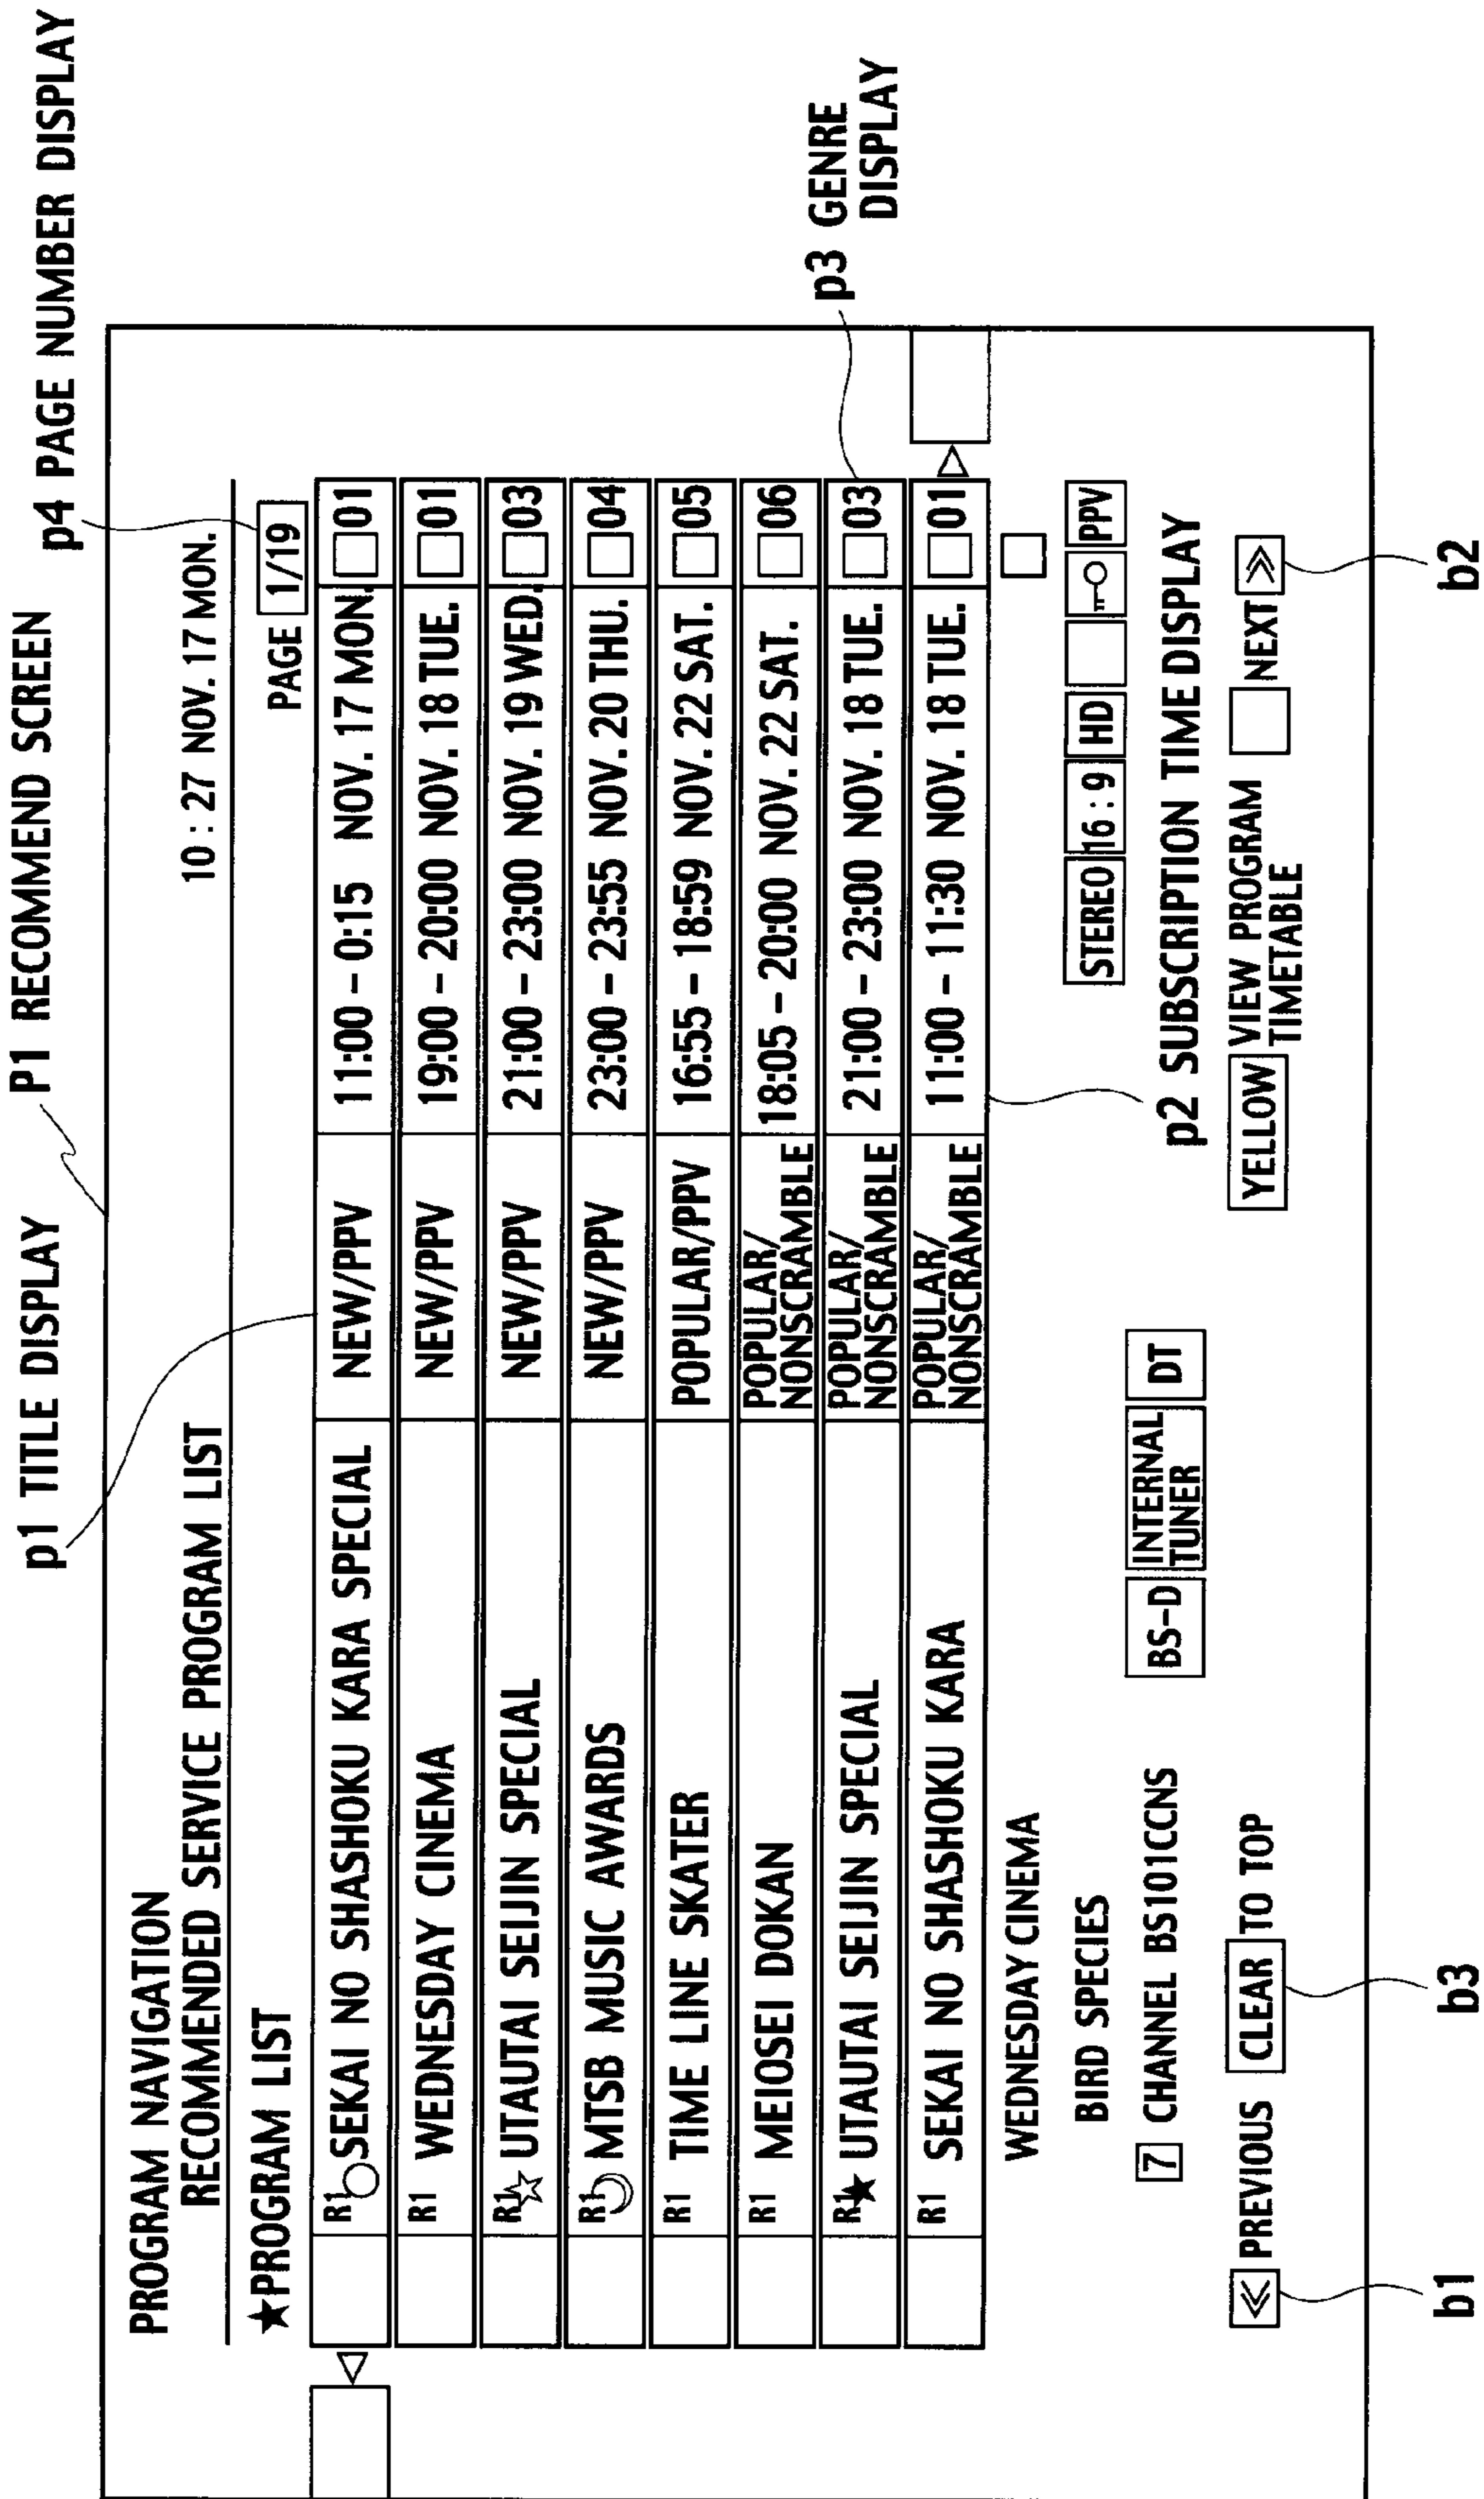 P1 RECOMMEND SCREEN
p1 TITLE DISPLAY
p4 PAGE NUMBER DISPLAY
PROGRAM NAVIGATION
RECOMMENDED SERVICE PROGRAM LIST
10 : 27 NOV. 17 MON.
★PROGRAM LIST
PAGE 1/19
R1 ○ SEKAI NO SHASHOKU KARA SPECIAL NEW/PPV 11:00 – 0:15 NOV. 17 MON. 01
R1 WEDNESDAY CINEMA NEW/PPV 19:00 – 20:00 NOV. 18 TUE. 01
R1 ☆ UTAUTAI SEIJIN SPECIAL NEW/PPV 21:00 – 23:00 NOV. 19 WED. 03
R1 MTSB MUSIC AWARDS NEW/PPV 23:00 – 23:55 NOV. 20 THU. 04
R1 TIME LINE SKATER POPULAR/PPV 16:55 – 18:59 NOV. 22 SAT. 05
R1 MEIOSEI DOKAN POPULAR/ NONSCRAMBLE 18:05 – 20:00 NOV. 22 SAT. 06
R1 ★ UTAUTAI SEIJIN SPECIAL POPULAR/ NONSCRAMBLE 21:00 – 23:00 NOV. 18 TUE. 03
R1 SEKAI NO SHASHOKU KARA POPULAR/ NONSCRAMBLE 11:00 – 11:30 NOV. 18 TUE. 01
p3 GENRE
DISPLAY
WEDNESDAY CINEMA
BIRD SPECIES
STEREO 16 : 9 HD PPV
7 CHANNEL BS101CCNS
BS–D INTERNAL TUNER DT
p2 SUBSCRIPTION TIME DISPLAY
≪ PREVIOUS CLEAR TO TOP YELLOW VIEW PROGRAM TIMETABLE NEXT ≫
b1
b3
b2